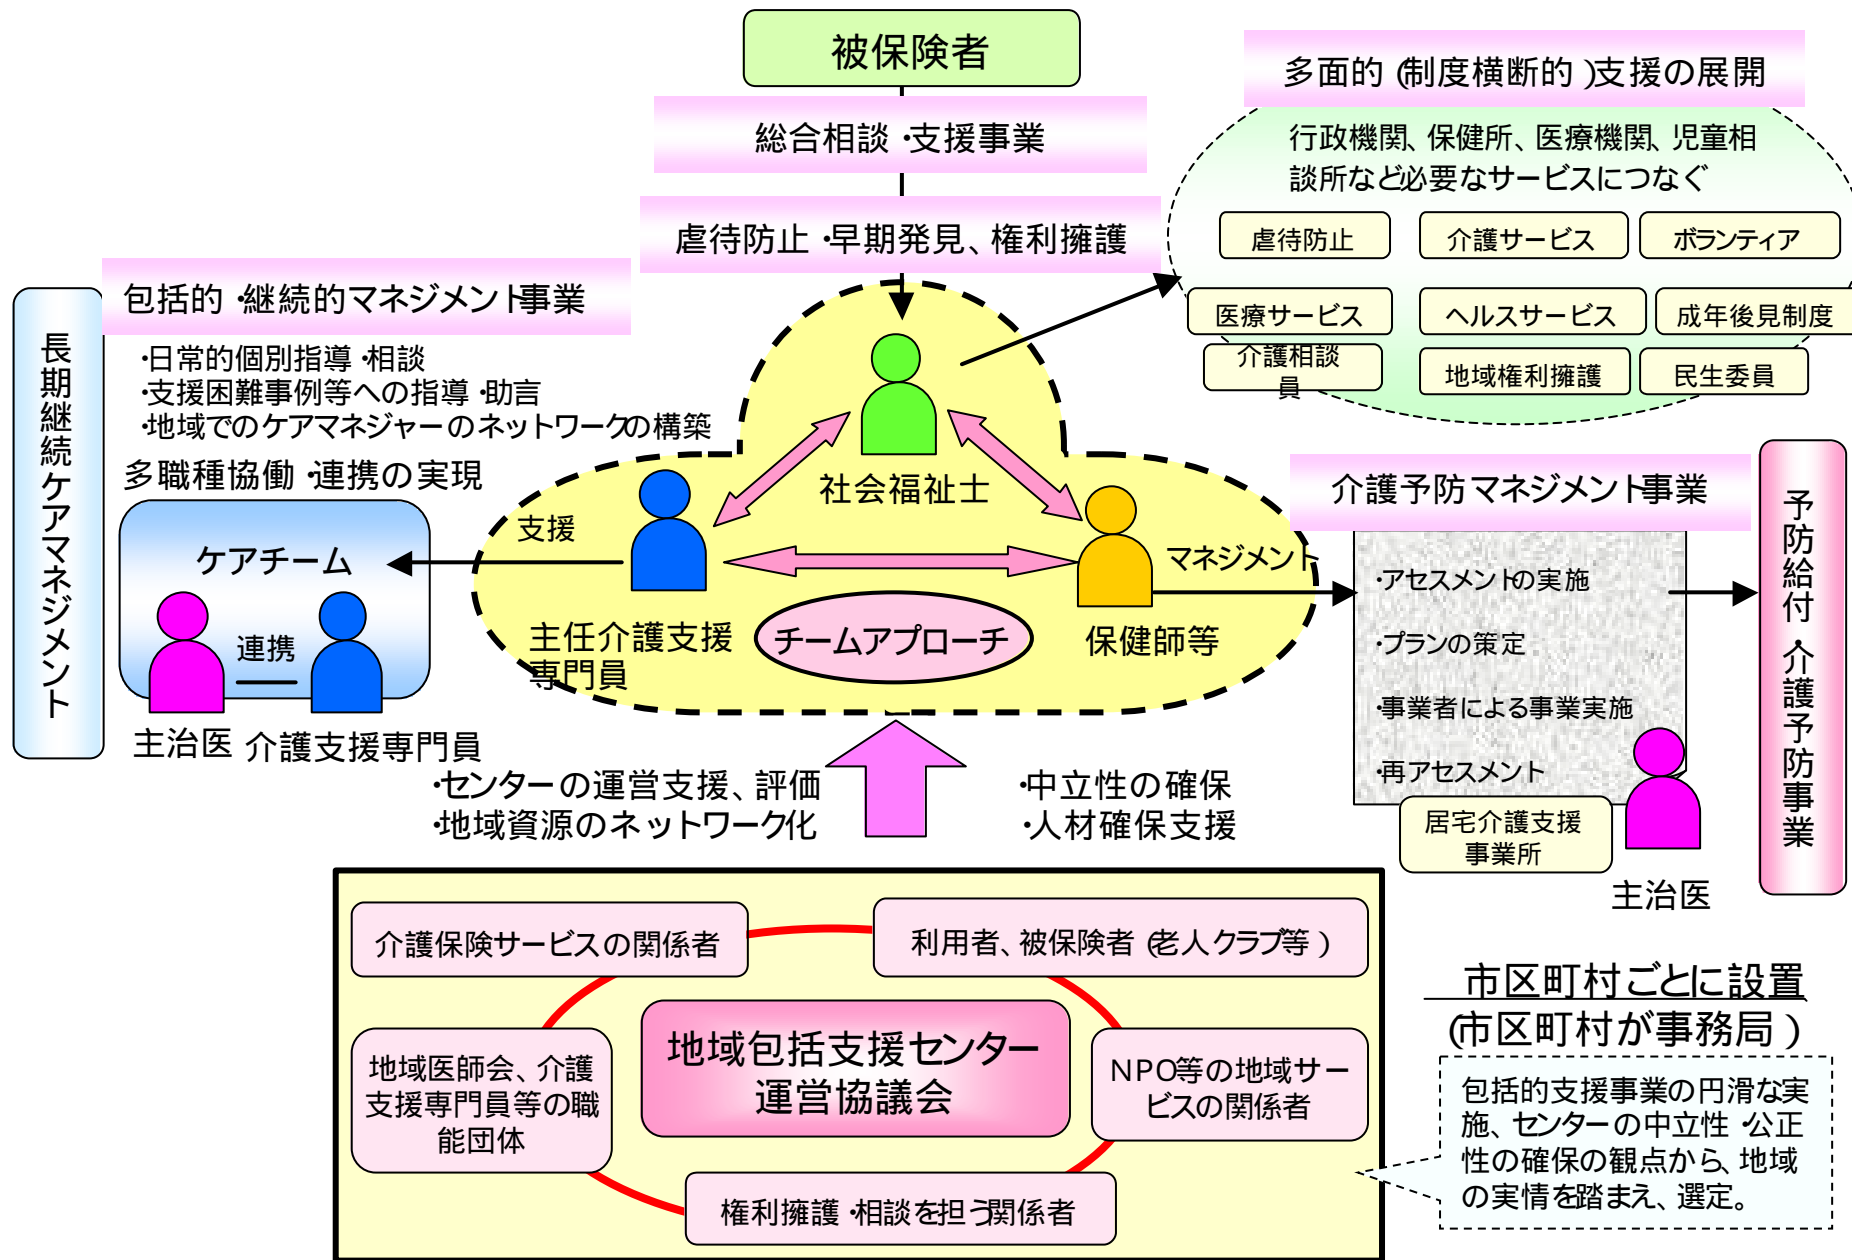 被保険者
総合相談・支援事業
虐待防止・早期発見、権利擁護
多面的（制度横断的）支援の展開
行政機関、保健所、医療機関、児童相
談所など必要なサービスにつなぐ
虐待防止
介護サービス
ボランティア
医療サービス
ヘルスサービス
成年後見制度
介護相談
員
地域権利擁護
民生委員
包括的・継続的マネジメント事業
・日常的個別指導・相談
・支援困難事例等への指導・助言
・地域でのケアマネジャーのネットワークの構築
多職種協働・連携の実現
長期継続ケアマネジメント
ケアチーム
連携
主治医
介護支援専門員
支援
社会福祉士
主任介護支援
専門員
チームアプローチ
保健師等
マネジメント
介護予防マネジメント事業
・アセスメントの実施
・プランの策定
・事業者による事業実施
・再アセスメント
居宅介護支援
事業所
主治医
予防給付・介護予防事業
・センターの運営支援、評価
・地域資源のネットワーク化
・中立性の確保
・人材確保支援
介護保険サービスの関係者
利用者、被保険者（老人クラブ等）
地域包括支援センター
運営協議会
地域医師会、介護
支援専門員等の職
能団体
NPO等の地域サー
ビスの関係者
権利擁護・相談を担う関係者
市区町村ごとに設置
（市区町村が事務局）
包括的支援事業の円滑な実
施、センターの中立性・公正
性の確保の観点から、地域
の実情を踏まえ、選定。